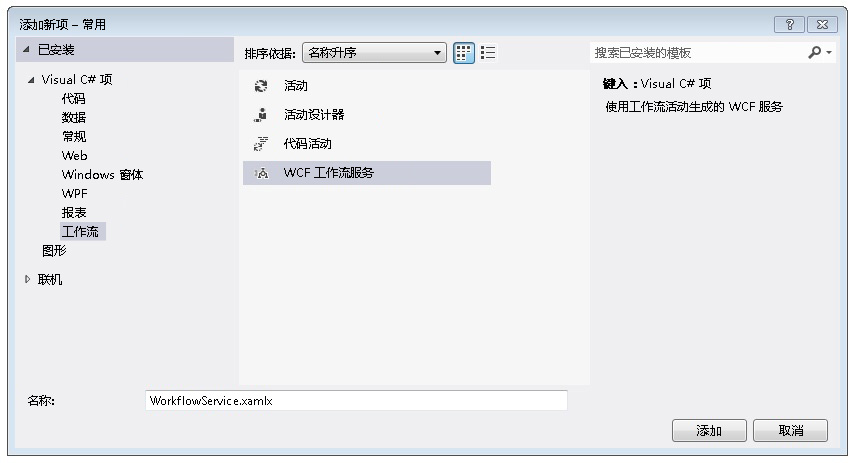 添加新项 – 常用
已安装
排序依据: 名称升序
搜索已安装的模板
Visual C# 项
代码
数据
常规
Web
Windows 窗体
WPF
报表
工作流
图形
联机
活动
活动设计器
代码活动
WCF 工作流服务
键入：Visual C# 项
使用工作流活动生成的 WCF 服务
名称: WorkflowService.xamlx
添加 取消